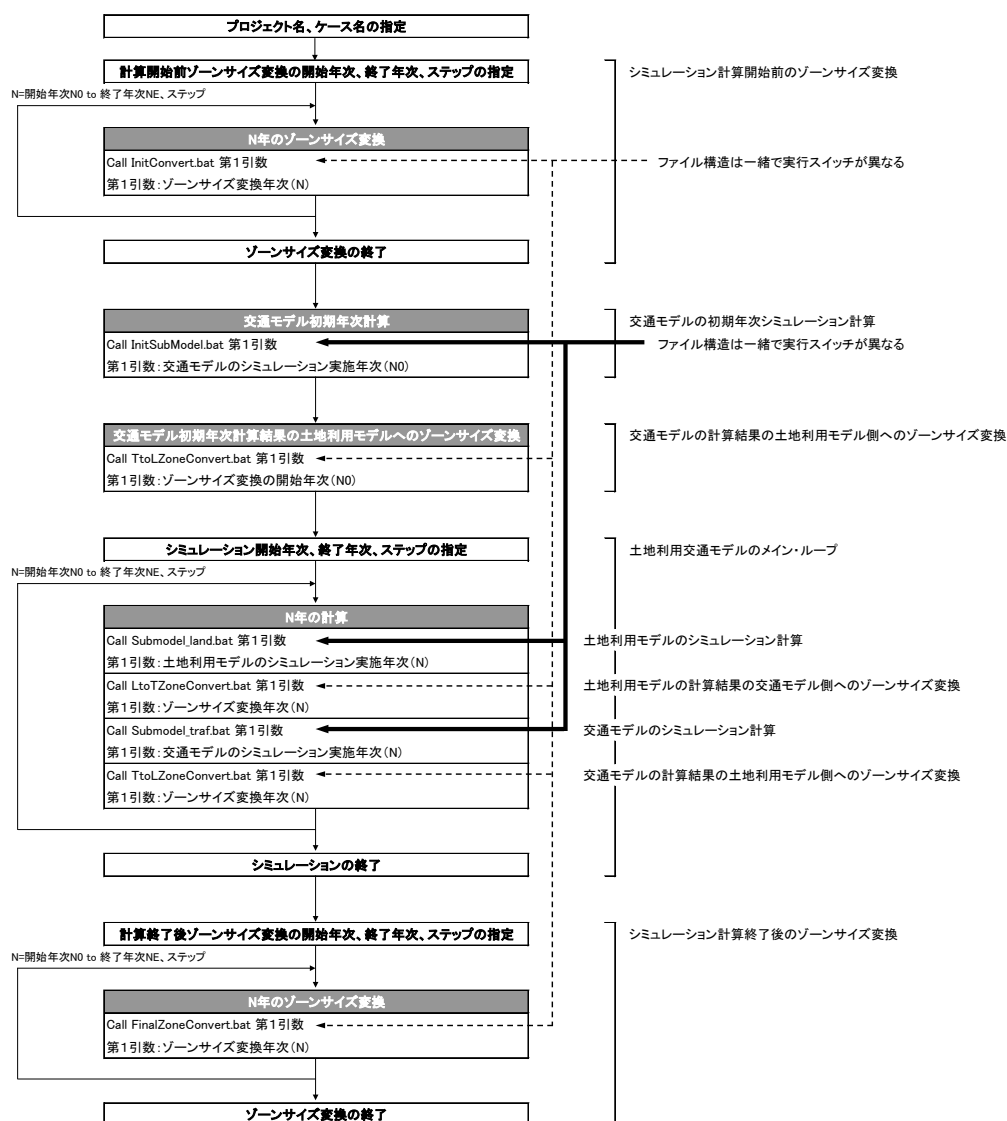 プロジェクト名、ケース名の指定
計算開始前ゾーンサイズ変換の開始年次、終了年次、ステップの指定
シミュレーション計算開始前のゾーンサイズ変換
N=開始年次N0 to 終了年次NE、ステップ
N年のゾーンサイズ変換
Call InitConvert.bat 第1引数
ファイル構造は一緒で実行スイッチが異なる
第1引数：ゾーンサイズ変換年次(N)
ゾーンサイズ変換の終了
交通モデル初期年次計算
交通モデルの初期年次シミュレーション計算
Call InitSubModel.bat 第1引数
ファイル構造は一緒で実行スイッチが異なる
第1引数：交通モデルのシミュレーション実施年次(N0)
交通モデル初期年次計算結果の土地利用モデルへのゾーンサイズ変換
交通モデルの計算結果の土地利用モデル側へのゾーンサイズ変換
Call TtoLZoneConvert.bat 第1引数
第1引数：ゾーンサイズ変換の開始年次(N0)
シミュレーション開始年次、終了年次、ステップの指定
土地利用交通モデルのメイン・ループ
N=開始年次N0 to 終了年次NE、ステップ
N年の計算
Call Submodel_land.bat 第1引数
土地利用モデルのシミュレーション計算
第1引数：土地利用モデルのシミュレーション実施年次(N)
Call LtoTZoneConvert.bat 第1引数
土地利用モデルの計算結果の交通モデル側へのゾーンサイズ変換
第1引数：ゾーンサイズ変換年次(N)
Call Submodel_traf.bat 第1引数
交通モデルのシミュレーション計算
第1引数：交通モデルのシミュレーション実施年次(N)
Call TtoLZoneConvert.bat 第1引数
交通モデルの計算結果の土地利用モデル側へのゾーンサイズ変換
第1引数：ゾーンサイズ変換年次(N)
シミュレーションの終了
計算終了後ゾーンサイズ変換の開始年次、終了年次、ステップの指定
シミュレーション計算終了後のゾーンサイズ変換
N=開始年次N0 to 終了年次NE、ステップ
N年のゾーンサイズ変換
Call FinalZoneConvert.bat 第1引数
第1引数：ゾーンサイズ変換年次(N)
ゾーンサイズ変換の終了